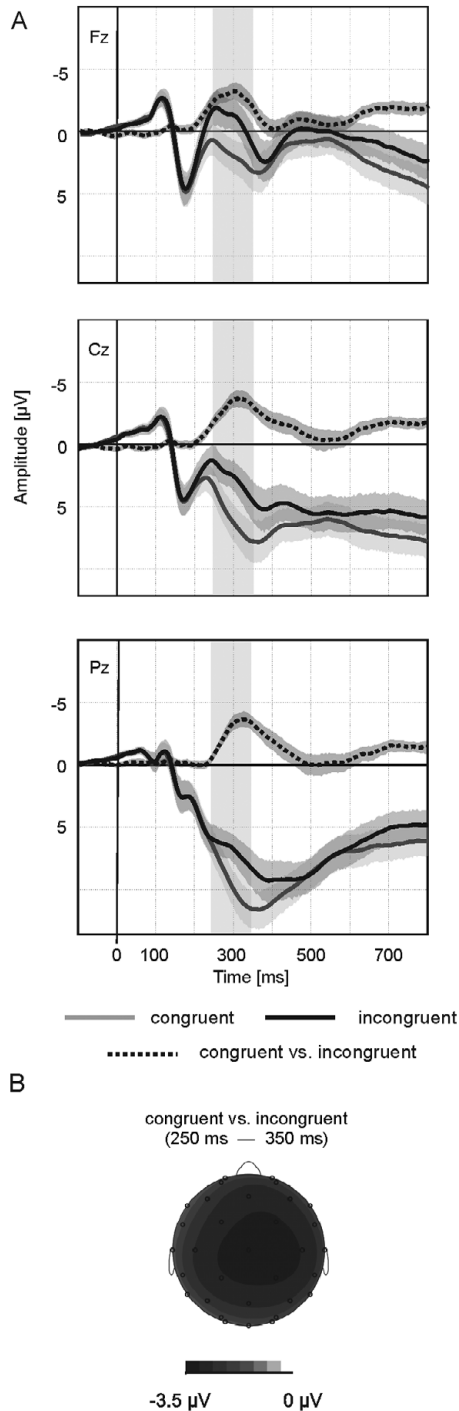 A
Fz
-5
0
5
Cz
-5
0
5
Amplitude [µV]
Pz
-5
0
5
0 100 300 500 700
Time [ms]
congruent incongruent
congruent vs. incongruent
B
congruent vs. incongruent
(250 ms — 350 ms)
-3.5 µV 0 µV